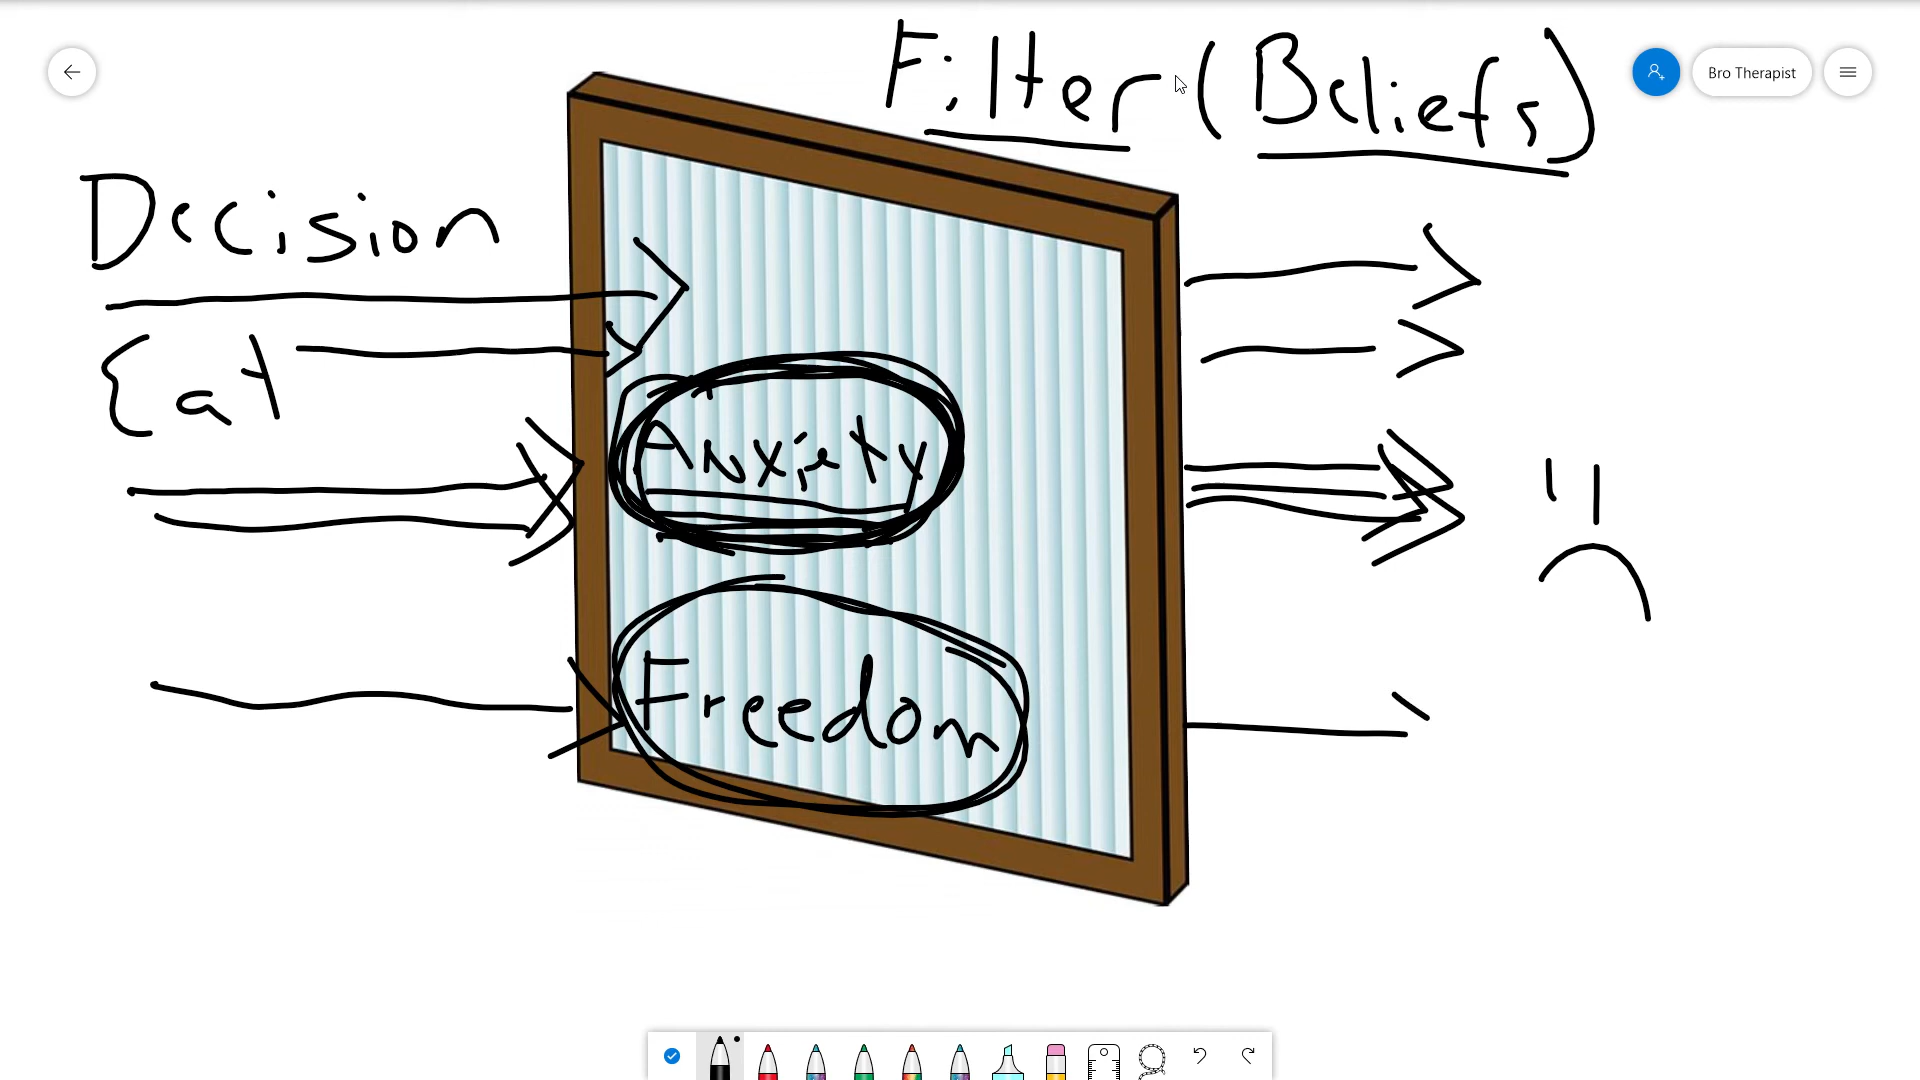 Filter (Beliefs)
Bro Therapist
Decision
Eat
Anxiety
Freedom